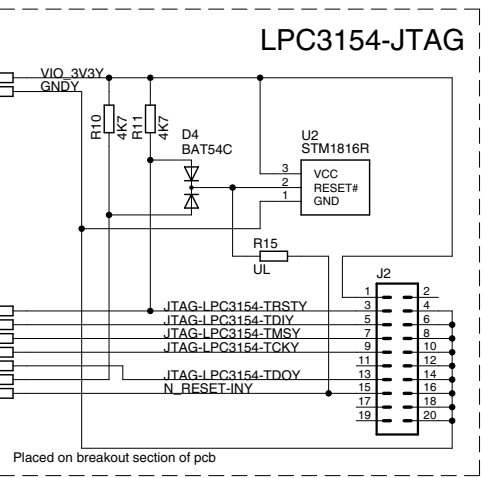 LPC3154-JTAG
VIO_3V3Y
GNDY
R10
4K7
R11
4K7
D4
BAT54C
U2
STM1816R
3 VCC
2 RESET#
1 GND
R15
UL
J2
1 2
JTAG-LPC3154-TRSTY 3 4
JTAG-LPC3154-TDIY 5 6
JTAG-LPC3154-TMSY 7 8
JTAG-LPC3154-TCKY 9 10
11 12
JTAG-LPC3154-TDOY 13 14
N_RESET-INY 15 16
17 18
19 20
Placed on breakout section of pcb